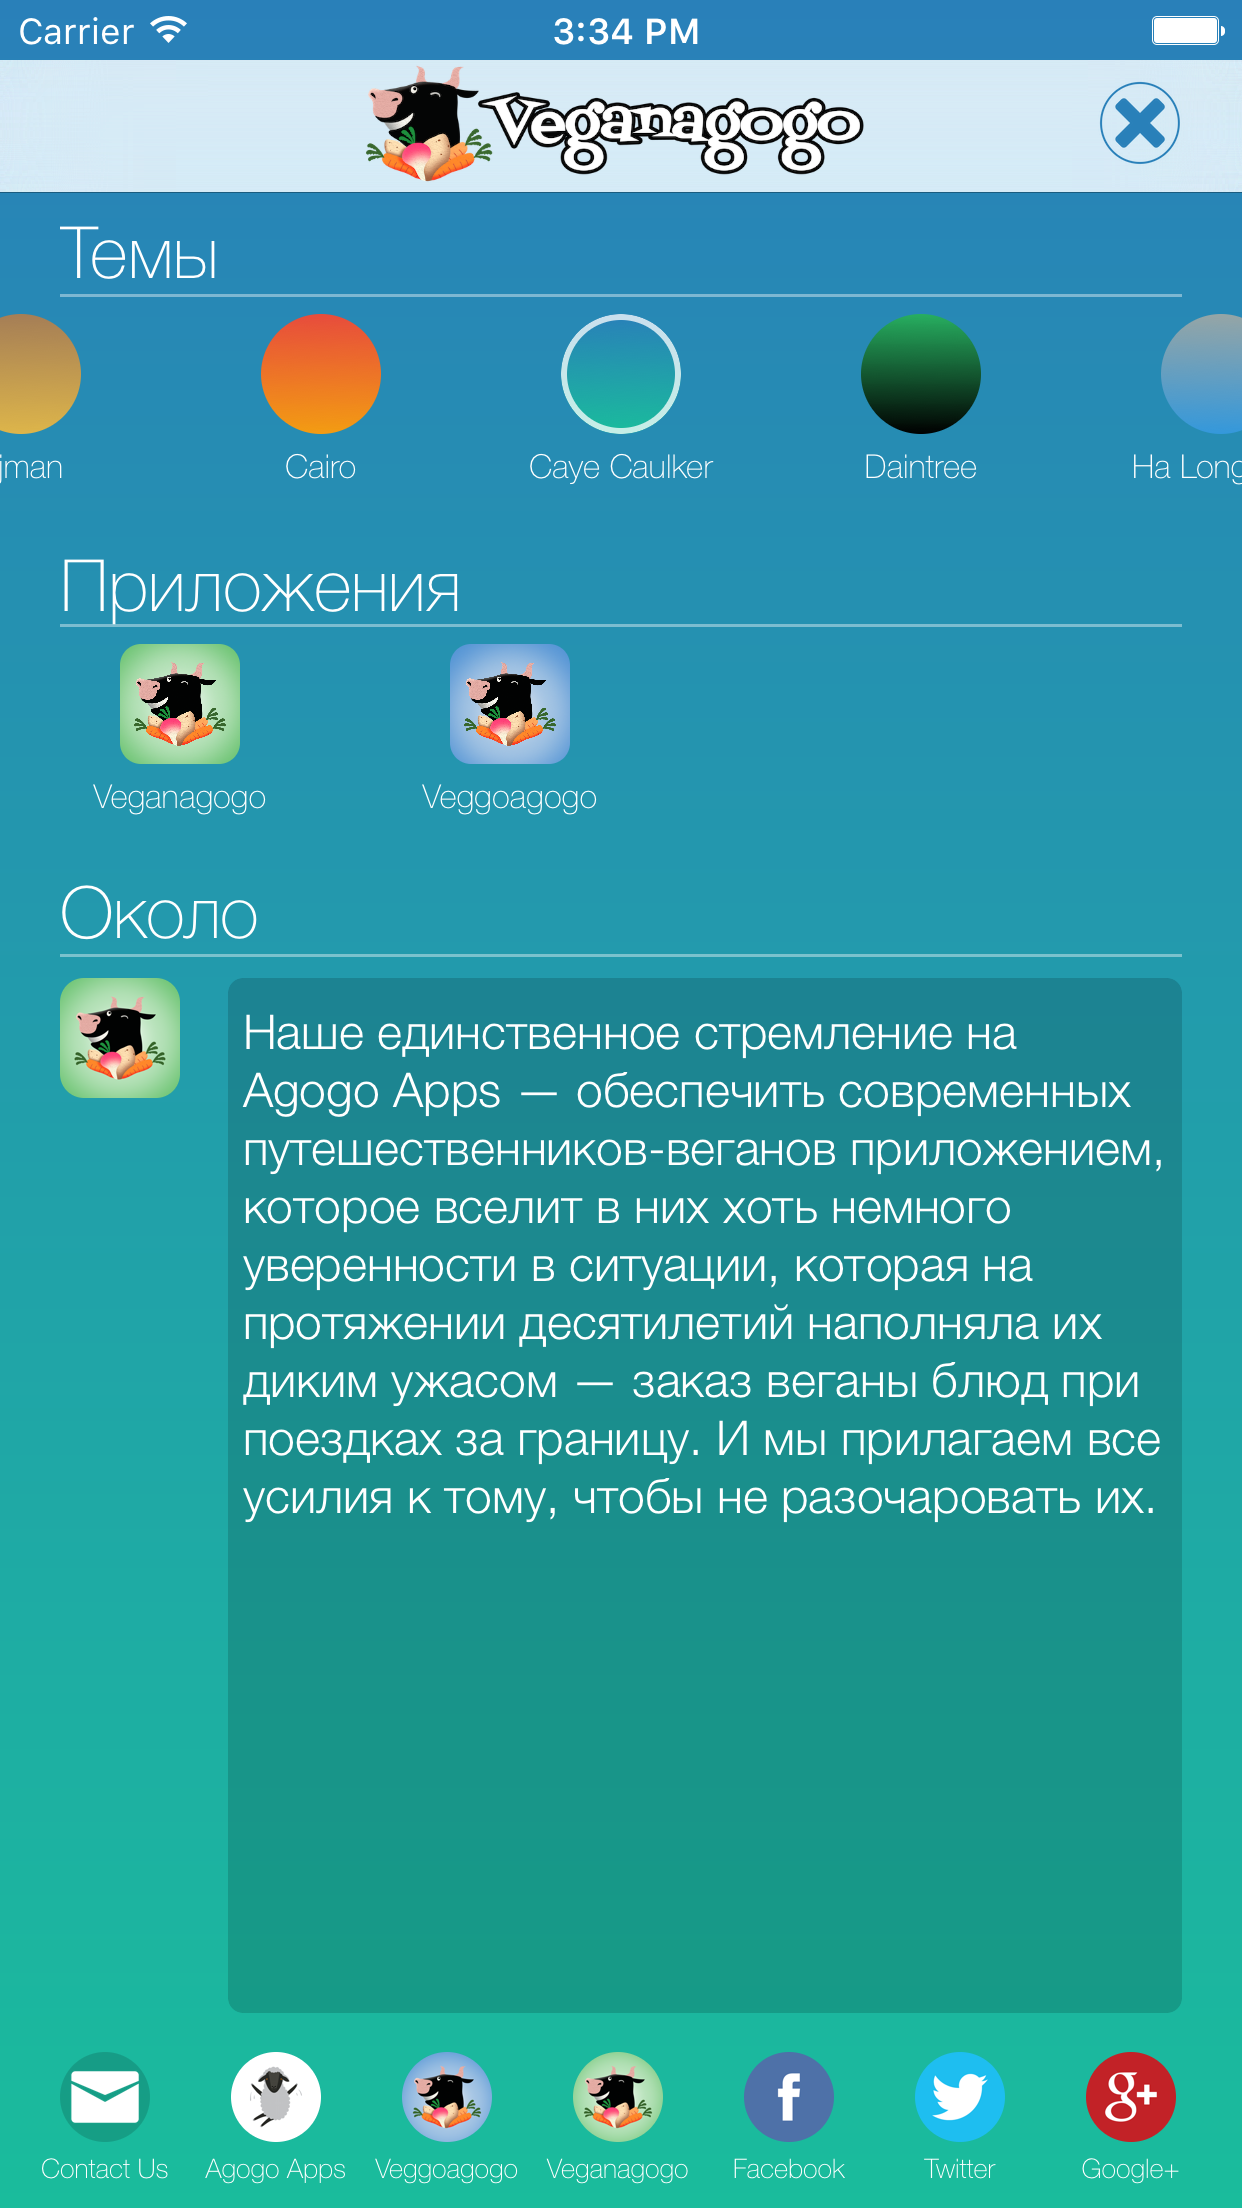 Carrier 3:34 PM
Veganagogo
Темы
jman Cairo Caye Caulker Daintree Ha Long
Приложения
Veganagogo Veggoagogo
Около
Наше единственное стремление на
Agogo Apps — обеспечить современных
путешественников-веганов приложением,
которое вселит в них хоть немного
уверенности в ситуации, которая на
протяжении десятилетий наполняла их
диким ужасом — заказ веганы блюд при
поездках за границу. И мы прилагаем все
усилия к тому, чтобы не разочаровать их.
Contact Us Agogo Apps Veggoagogo Veganagogo Facebook Twitter Google+